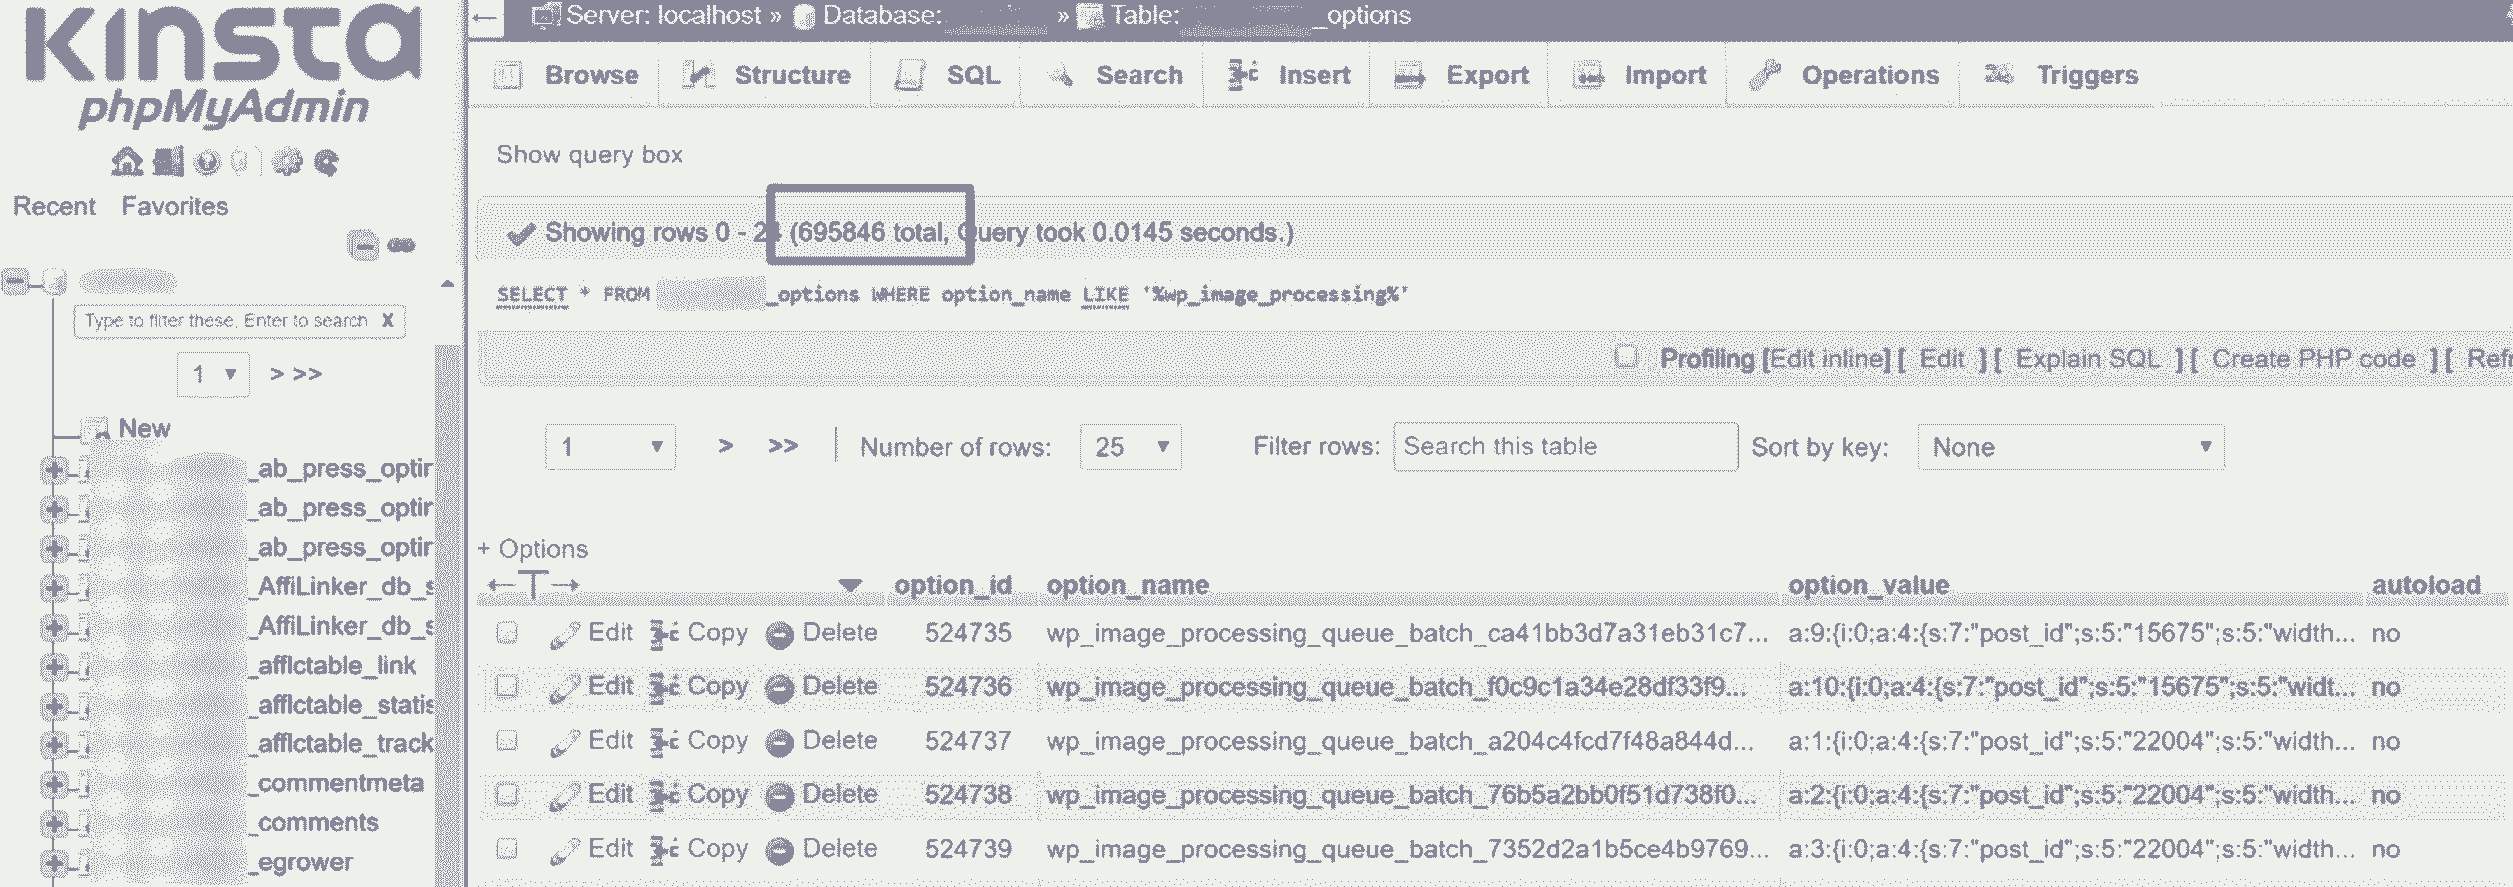 Kinsta
phpMyAdmin
Recent Favorites
Type to filter these, Enter to search X
1 > >>
New
_ab_press_optir
_ab_press_optir
_ab_press_optir
_AffiLinker_db_s
_AffiLinker_db_s
_afflctable_link
_afflctable_statis
_afflctable_track
_commentmeta
_comments
_egrower
Server: localhost » Database: » Table: _options
Browse Structure SQL Search Insert Export Import Operations Triggers
Show query box
Showing rows 0 - 24 (695846 total, Query took 0.0145 seconds.)
SELECT * FROM _options WHERE option_name LIKE '%wp_image_processing%'
Profiling [Edit inline] [ Edit ] [ Explain SQL ] [ Create PHP code ] [ Refr
1 > >> Number of rows: 25 Filter rows: Search this table Sort by key: None
+ Options
←T→ option_id option_name option_value autoload
Edit Copy Delete 524735 wp_image_processing_queue_batch_ca41bb3d7a31eb31c7... a:9:{i:0;a:4:{s:7:"post_id";s:5:"15675";s:5:"width... no
Edit Copy Delete 524736 wp_image_processing_queue_batch_f0c9c1a34e28df33f9... a:10:{i:0;a:4:{s:7:"post_id";s:5:"15675";s:5:"widt... no
Edit Copy Delete 524737 wp_image_processing_queue_batch_a204c4fcd7f48a844d... a:1:{i:0;a:4:{s:7:"post_id";s:5:"22004";s:5:"width... no
Edit Copy Delete 524738 wp_image_processing_queue_batch_76b5a2bb0f51d738f0... a:2:{i:0;a:4:{s:7:"post_id";s:5:"22004";s:5:"width... no
Edit Copy Delete 524739 wp_image_processing_queue_batch_7352d2a1b5ce4b9769... a:3:{i:0;a:4:{s:7:"post_id";s:5:"22004";s:5:"width... no